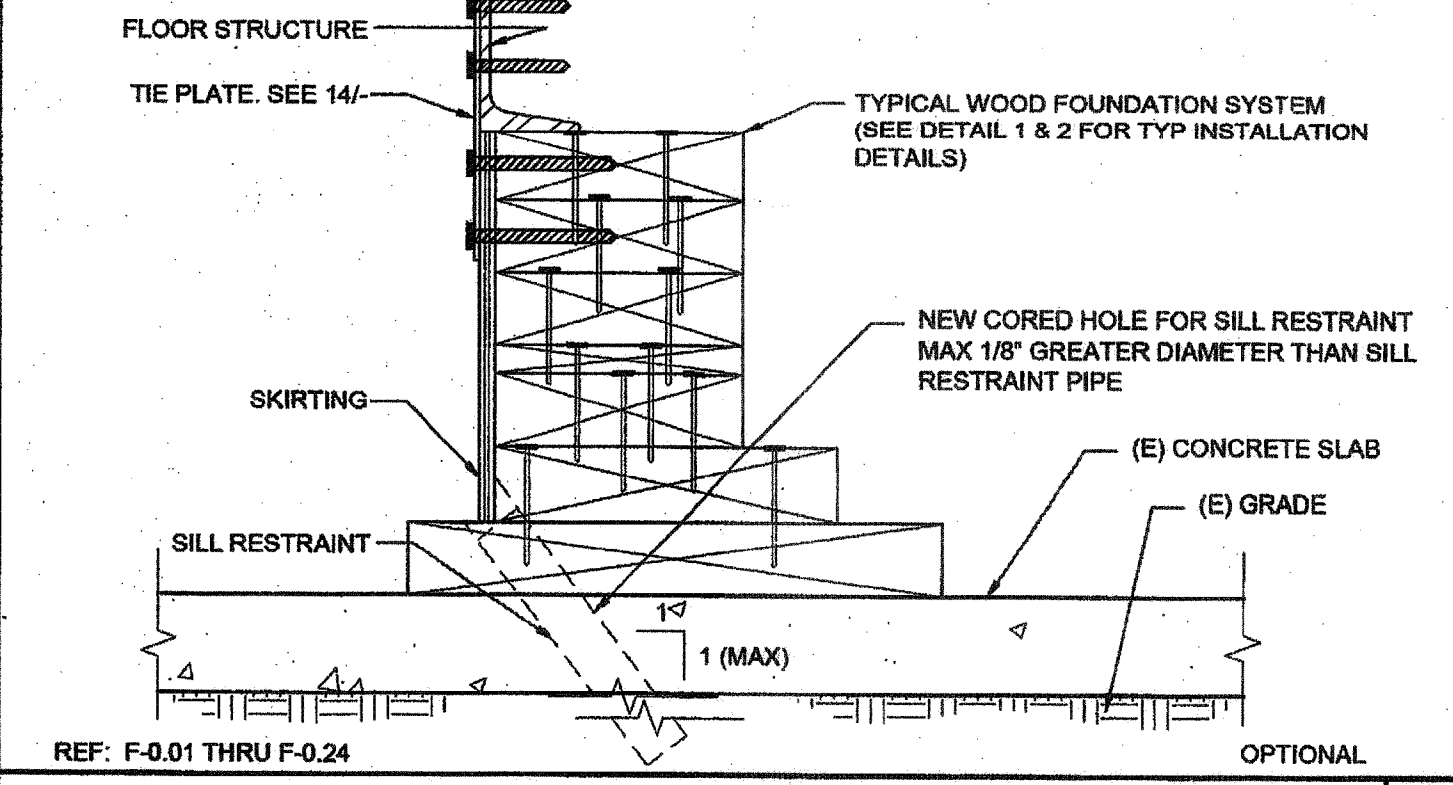 FLOOR STRUCTURE
TIE PLATE. SEE 14/-
TYPICAL WOOD FOUNDATION SYSTEM
(SEE DETAIL 1 & 2 FOR TYP INSTALLATION
DETAILS)
NEW CORED HOLE FOR SILL RESTRAINT
MAX 1/8" GREATER DIAMETER THAN SILL
RESTRAINT PIPE
SKIRTING
(E) CONCRETE SLAB
(E) GRADE
SILL RESTRAINT
1
1 (MAX)
REF: F-0.01 THRU F-0.24
OPTIONAL